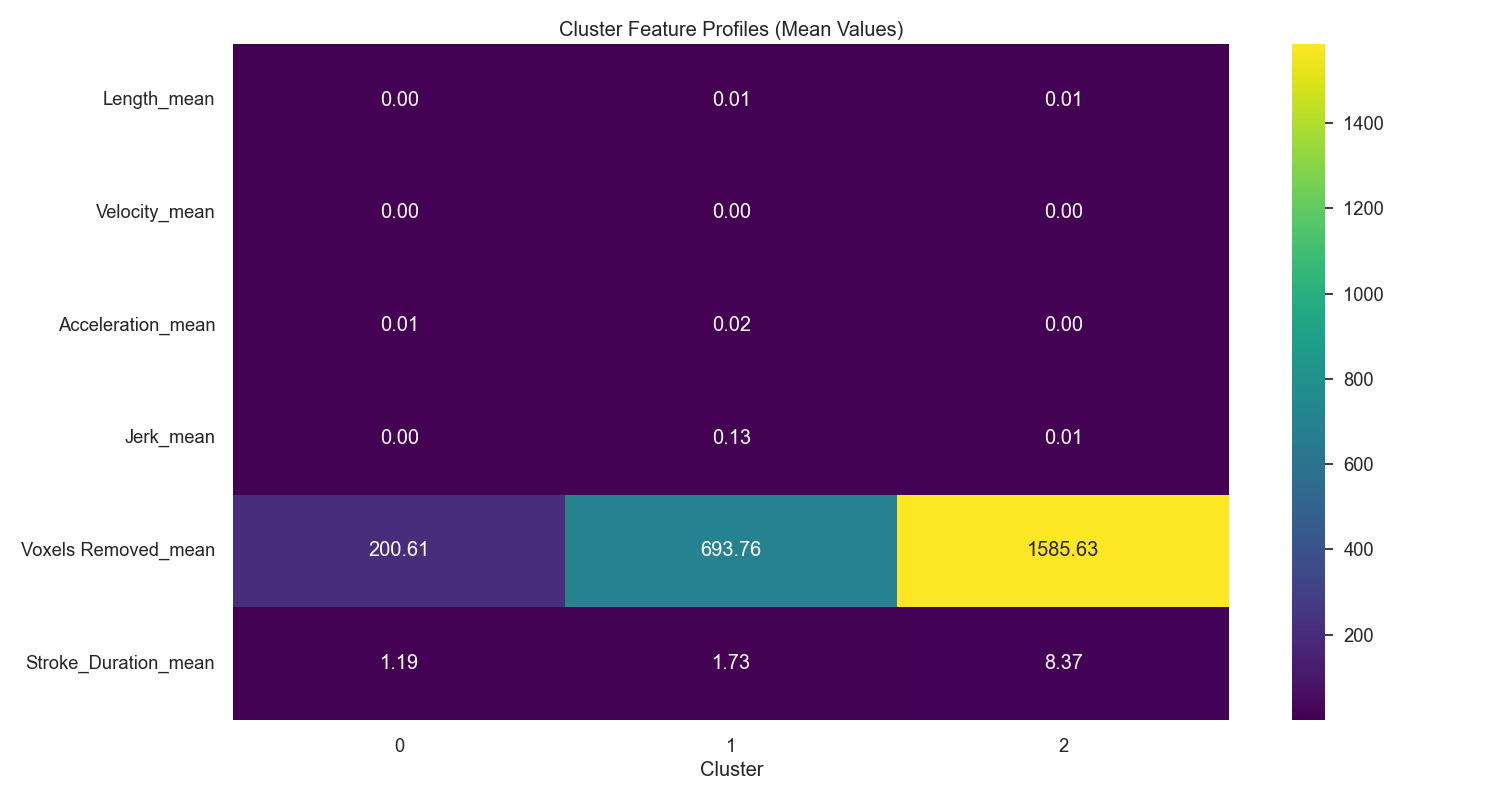 Cluster Feature Profiles (Mean Values)
Length_mean 0.00 0.01 0.01
Velocity_mean 0.00 0.00 0.00
Acceleration_mean 0.01 0.02 0.00
Jerk_mean 0.00 0.13 0.01
Voxels Removed_mean 200.61 693.76 1585.63
Stroke_Duration_mean 1.19 1.73 8.37
0 1 2
Cluster
1400
1200
1000
800
600
400
200